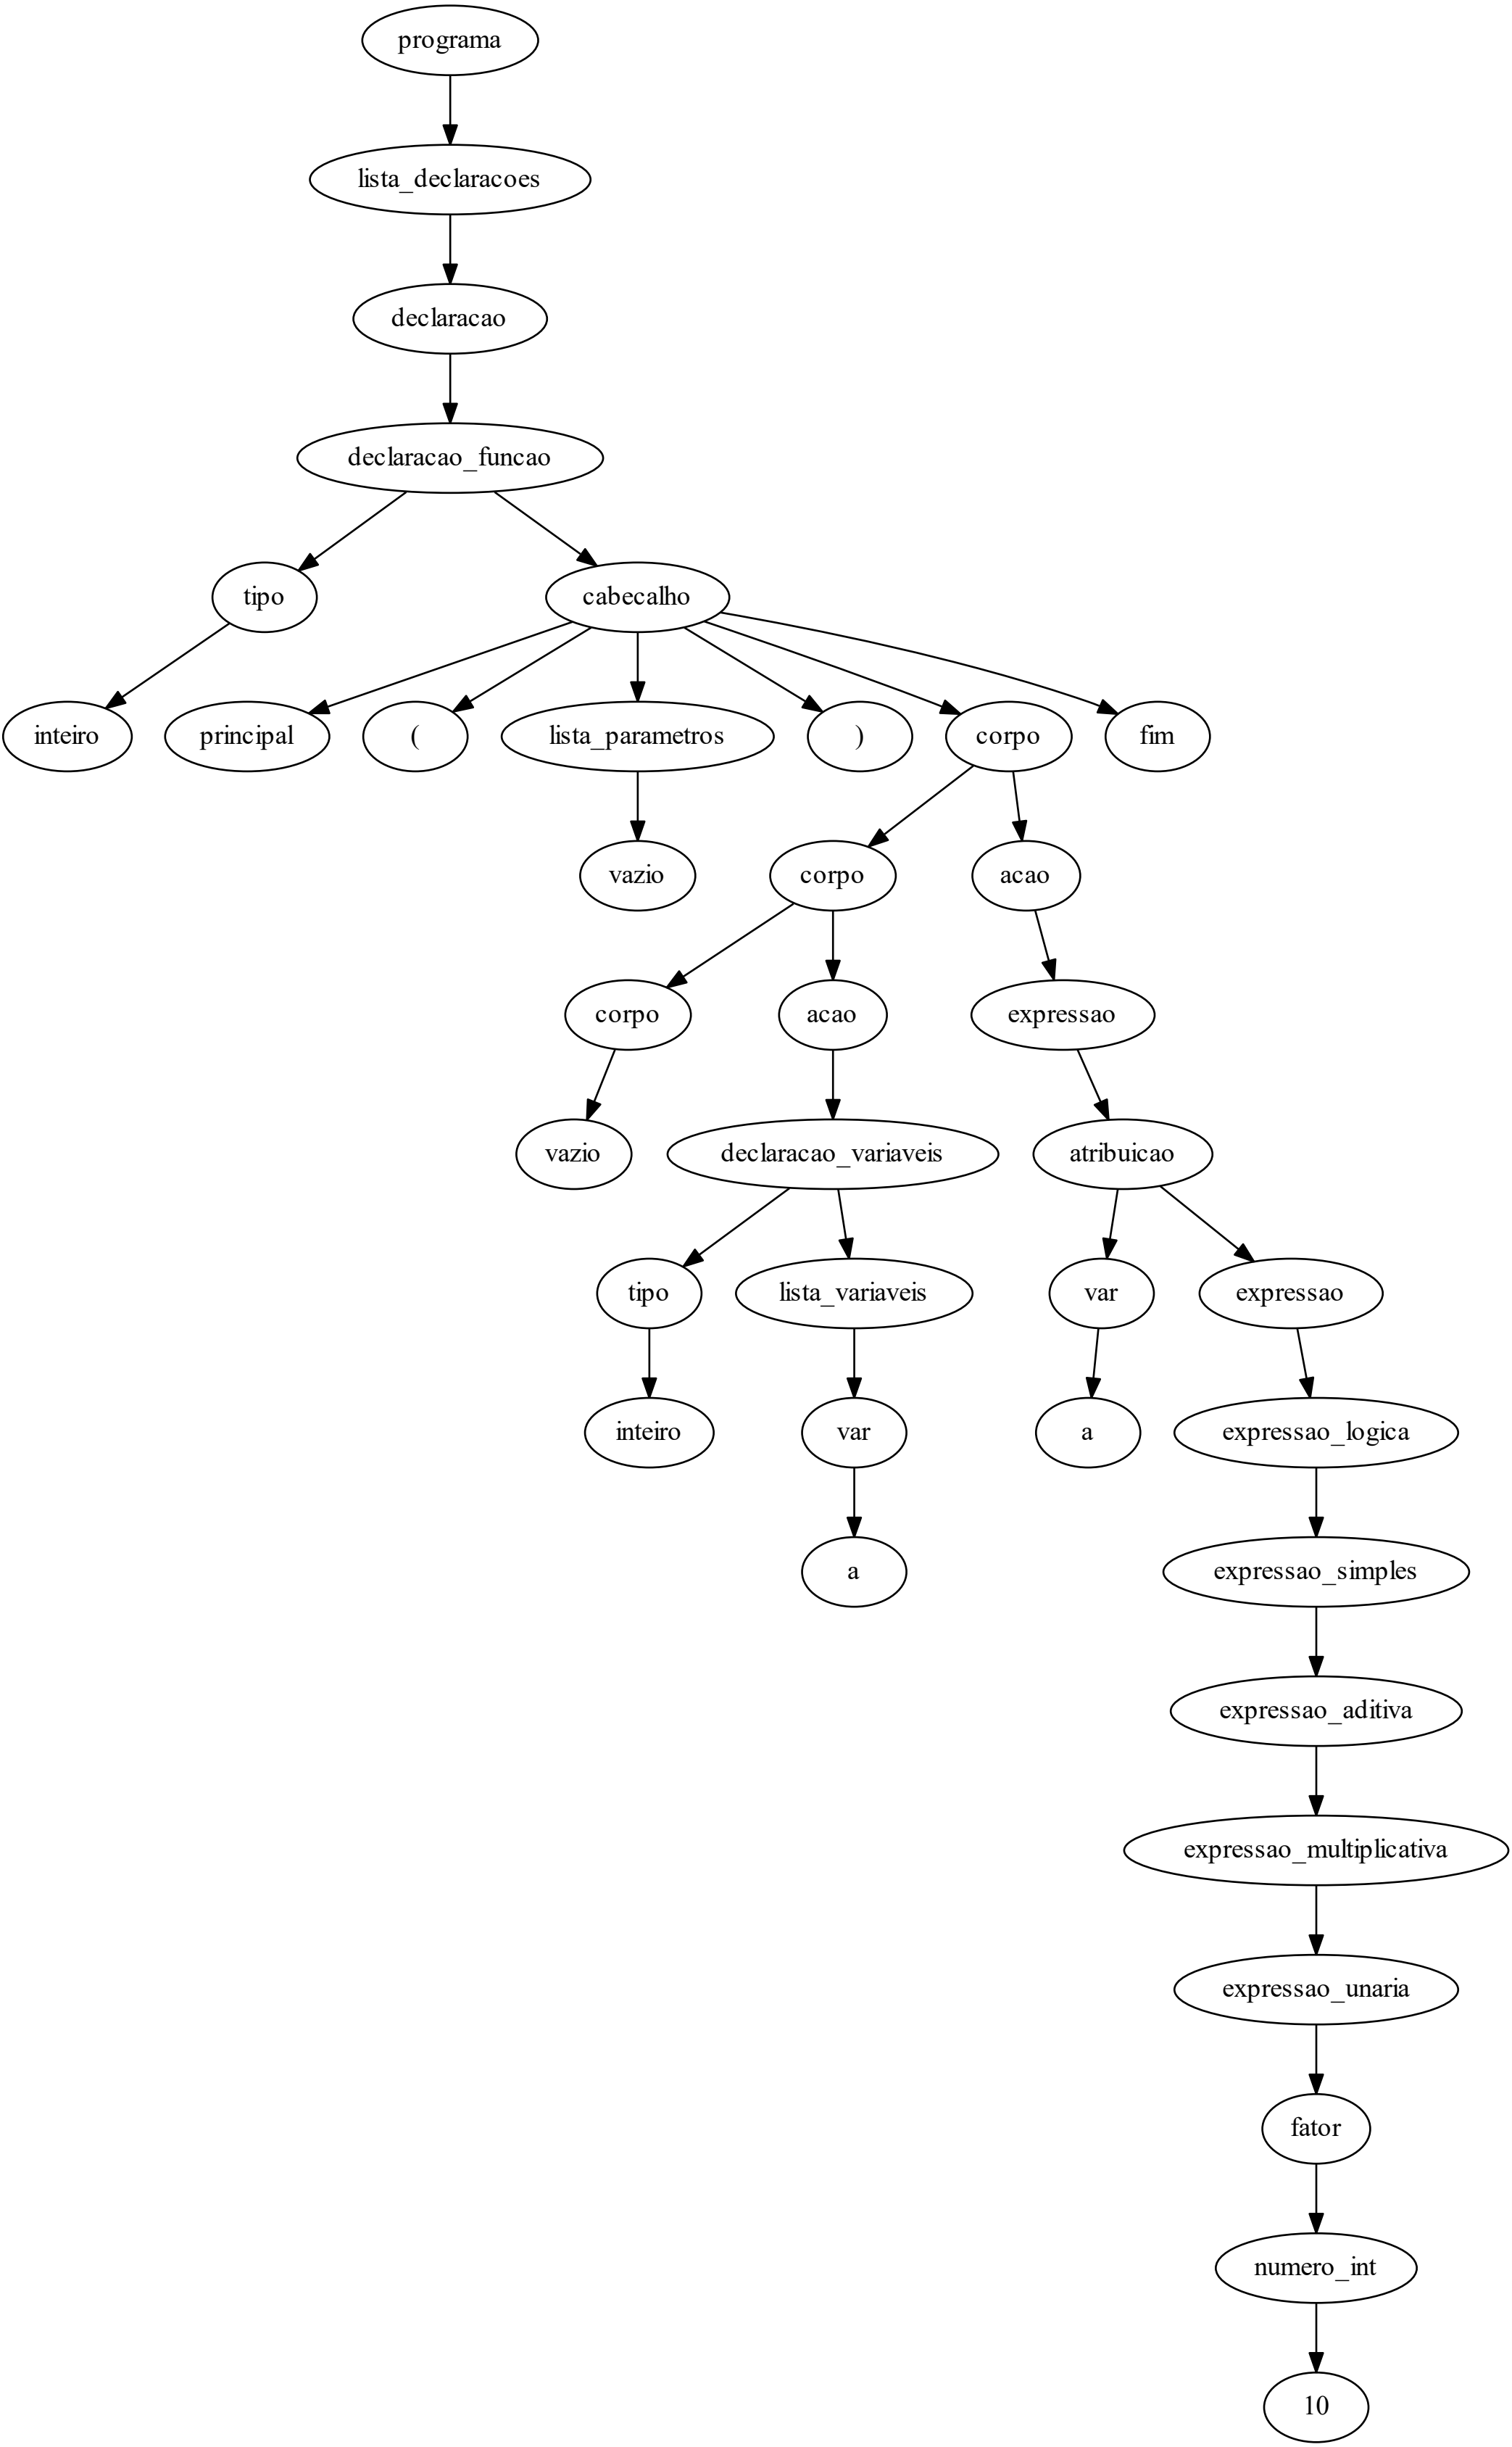 programa
lista_declaracoes
declaracao
declaracao_funcao
tipo
cabecalho
inteiro
principal
(
lista_parametros
)
corpo
fim
vazio
corpo
acao
corpo
acao
expressao
vazio
declaracao_variaveis
atribuicao
tipo
lista_variaveis
var
expressao
inteiro
var
a
expressao_logica
a
expressao_simples
expressao_aditiva
expressao_multiplicativa
expressao_unaria
fator
numero_int
10